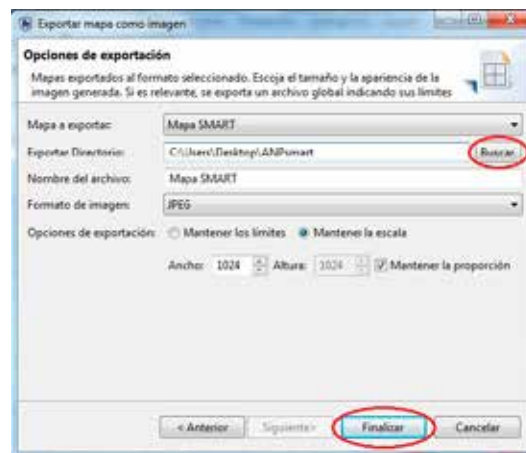 Exportar mapa como imagen
Opciones de exportación
Mapas exportados al formato seleccionado. Escoja el tamaño y la apariencia de la
imagen generada. Si es relevante, se exporta un archivo global indicando sus límites
Mapa a exportar: Mapa SMART
Exportar Directorio: C:\Users\Desktop\ANPsmart Buscar
Nombre del archivo: Mapa SMART
Formato de imagen: JPEG
Opciones de exportación: Mantener los límites Mantener la escala
Ancho: 1024 Altura: 1024 Mantener la proporción
< Anterior Siguiente > Finalizar Cancelar